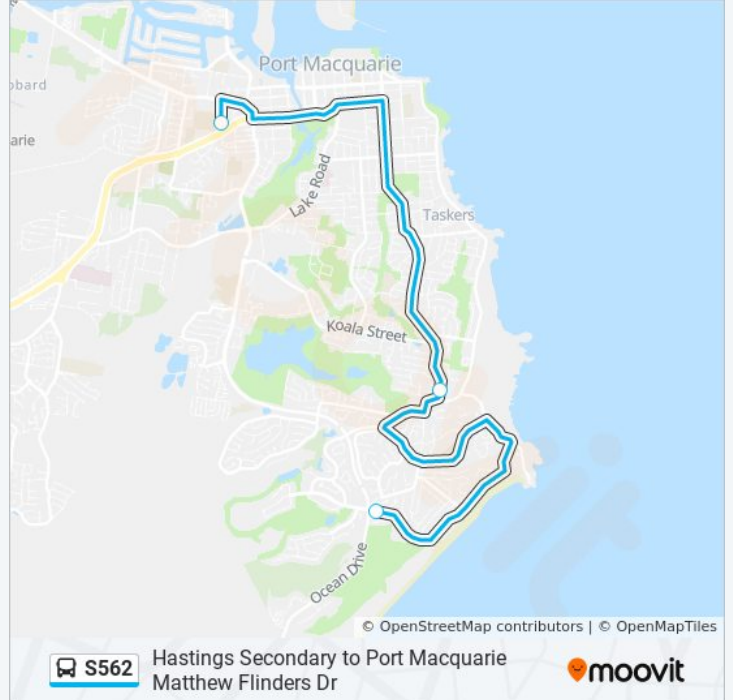 Port Macquarie
bbard
arie
Lake Road
Taskers
Koala Street
Ocean Drive
© OpenStreetMap contributors | © OpenMapTiles
S562
Hastings Secondary to Port Macquarie
Matthew Flinders Dr
moovit